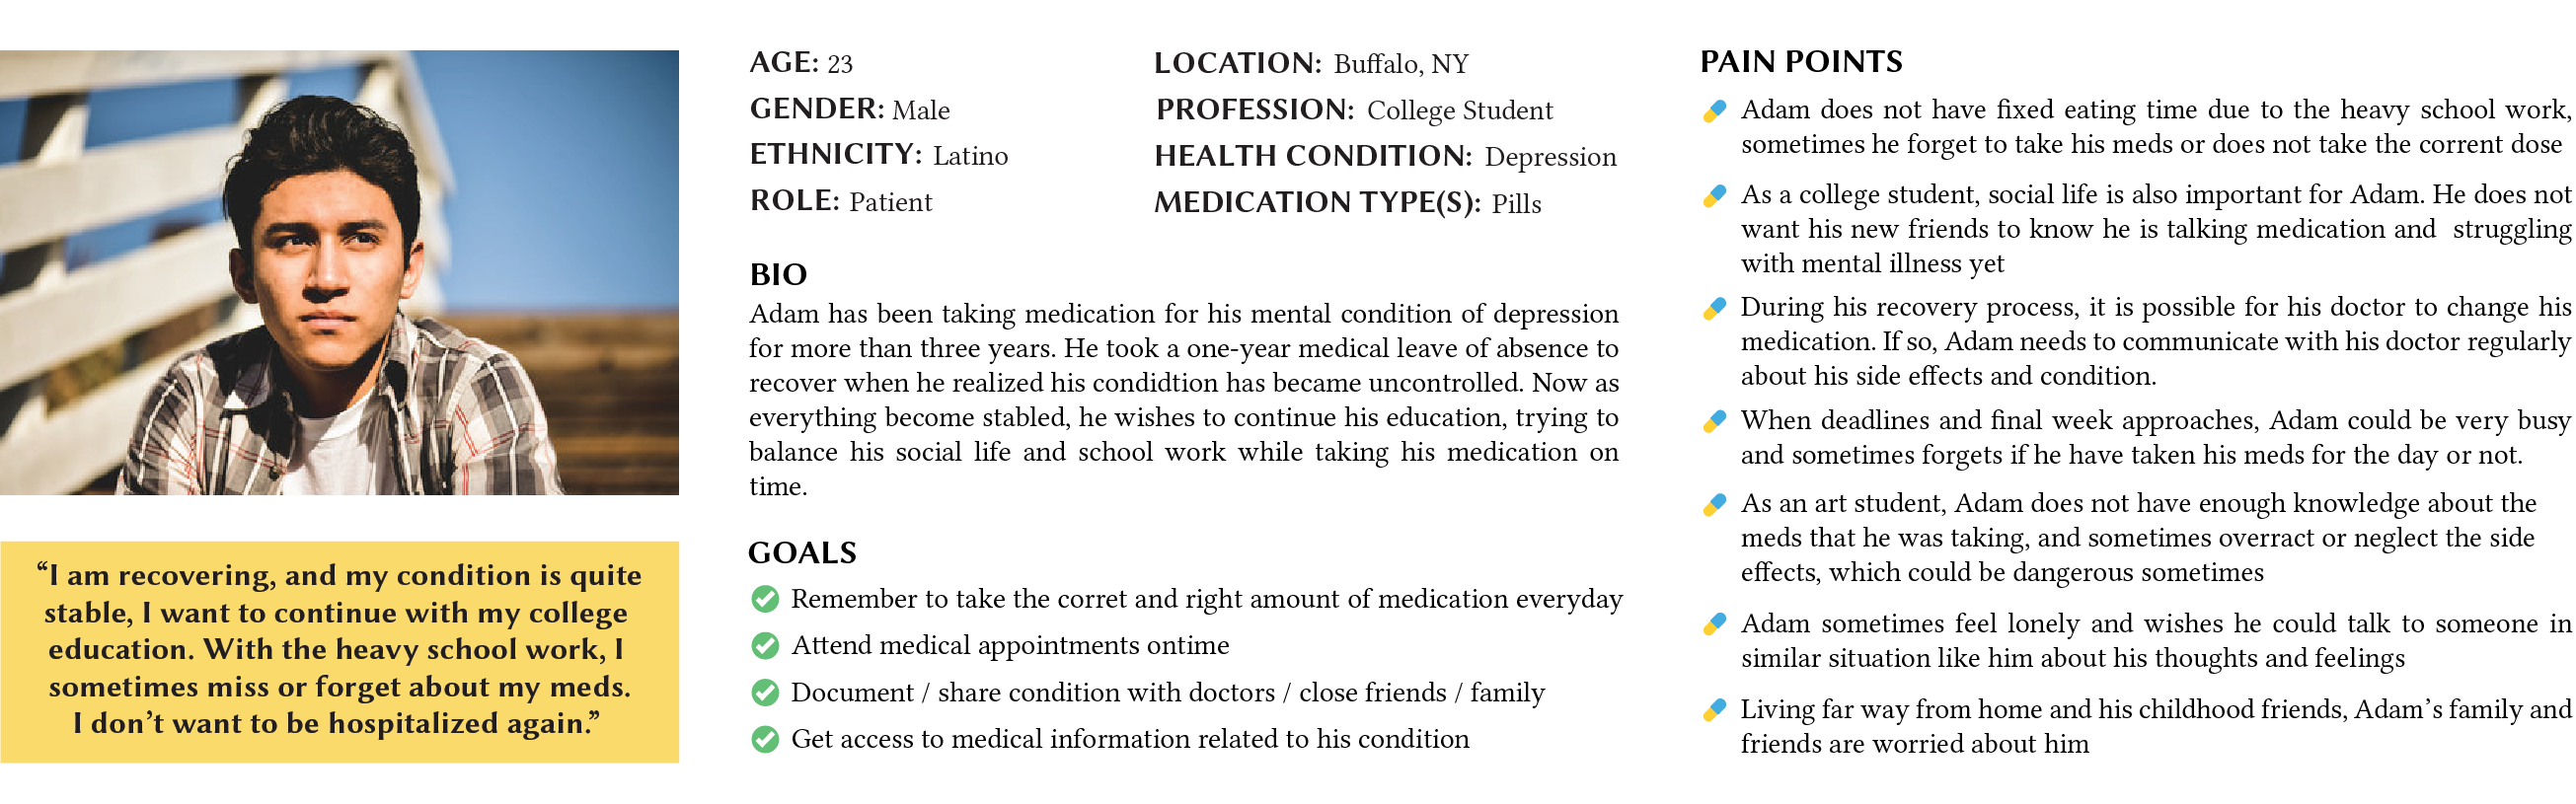 “I am recovering, and my condition is quite
stable, I want to continue with my college
education. With the heavy school work, I
sometimes miss or forget about my meds.
I don’t want to be hospitalized again.”
AGE: 23
GENDER: Male
ETHNICITY: Latino
ROLE: Patient
LOCATION: Buffalo, NY
PROFESSION: College Student
HEALTH CONDITION: Depression
MEDICATION TYPE(S): Pills
BIO
Adam has been taking medication for his mental condition of depression
for more than three years. He took a one-year medical leave of absence to
recover when he realized his condidtion has became uncontrolled. Now as
everything become stabled, he wishes to continue his education, trying to
balance his social life and school work while taking his medication on
time.
GOALS
Remember to take the corret and right amount of medication everyday
Attend medical appointments ontime
Document / share condition with doctors / close friends / family
Get access to medical information related to his condition
PAIN POINTS
Adam does not have fixed eating time due to the heavy school work,
sometimes he forget to take his meds or does not take the corrent dose
As a college student, social life is also important for Adam. He does not
want his new friends to know he is talking medication and struggling
with mental illness yet
During his recovery process, it is possible for his doctor to change his
medication. If so, Adam needs to communicate with his doctor regularly
about his side effects and condition.
When deadlines and final week approaches, Adam could be very busy
and sometimes forgets if he have taken his meds for the day or not.
As an art student, Adam does not have enough knowledge about the
meds that he was taking, and sometimes overract or neglect the side
effects, which could be dangerous sometimes
Adam sometimes feel lonely and wishes he could talk to someone in
similar situation like him about his thoughts and feelings
Living far way from home and his childhood friends, Adam’s family and
friends are worried about him